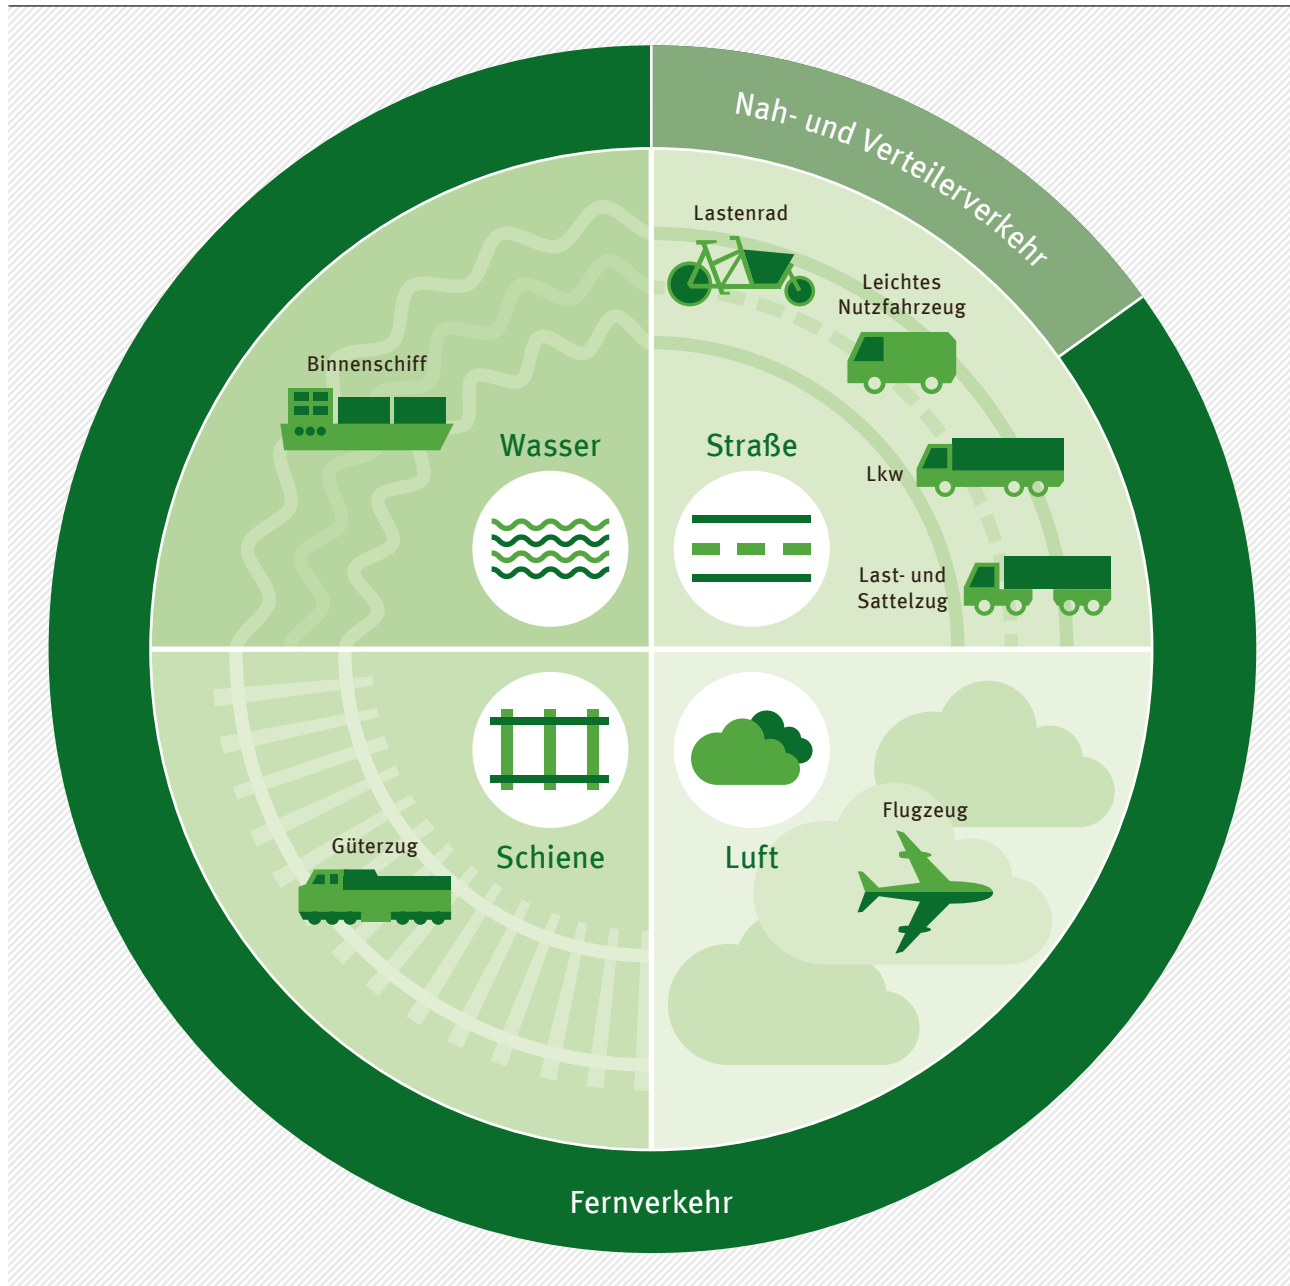 Nah- und Verteilerverkehr
Lastenrad
Leichtes
Nutzfahrzeug
Binnenschiff
Wasser
Straße
Lkw
Last- und
Sattelzug
Güterzug
Schiene
Luft
Flugzeug
Fernverkehr